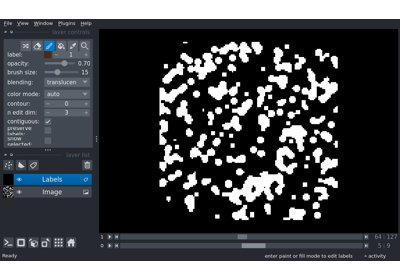 File View Window Plugins Help
layer controls
label: 1
opacity: 0.70
brush size: 15
blending: translucen
color mode: auto
contour: 0
n edit dim: 3
contiguous:
preserve labels:
show selected:
layer list
Labels
Image
1 64 127
0 5 9
Ready enter paint or fill mode to edit labels activity